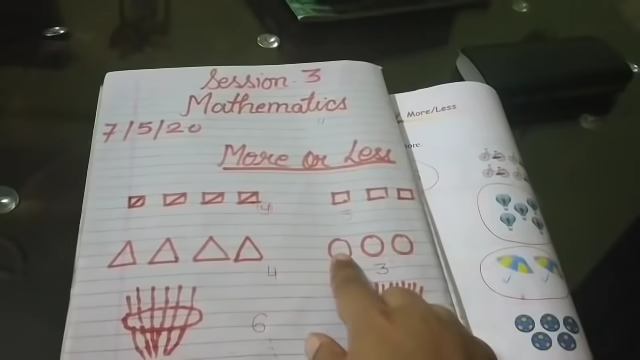 Session-3
Mathematics
7/5/20
More or Less
4
4
3
6
More/Less